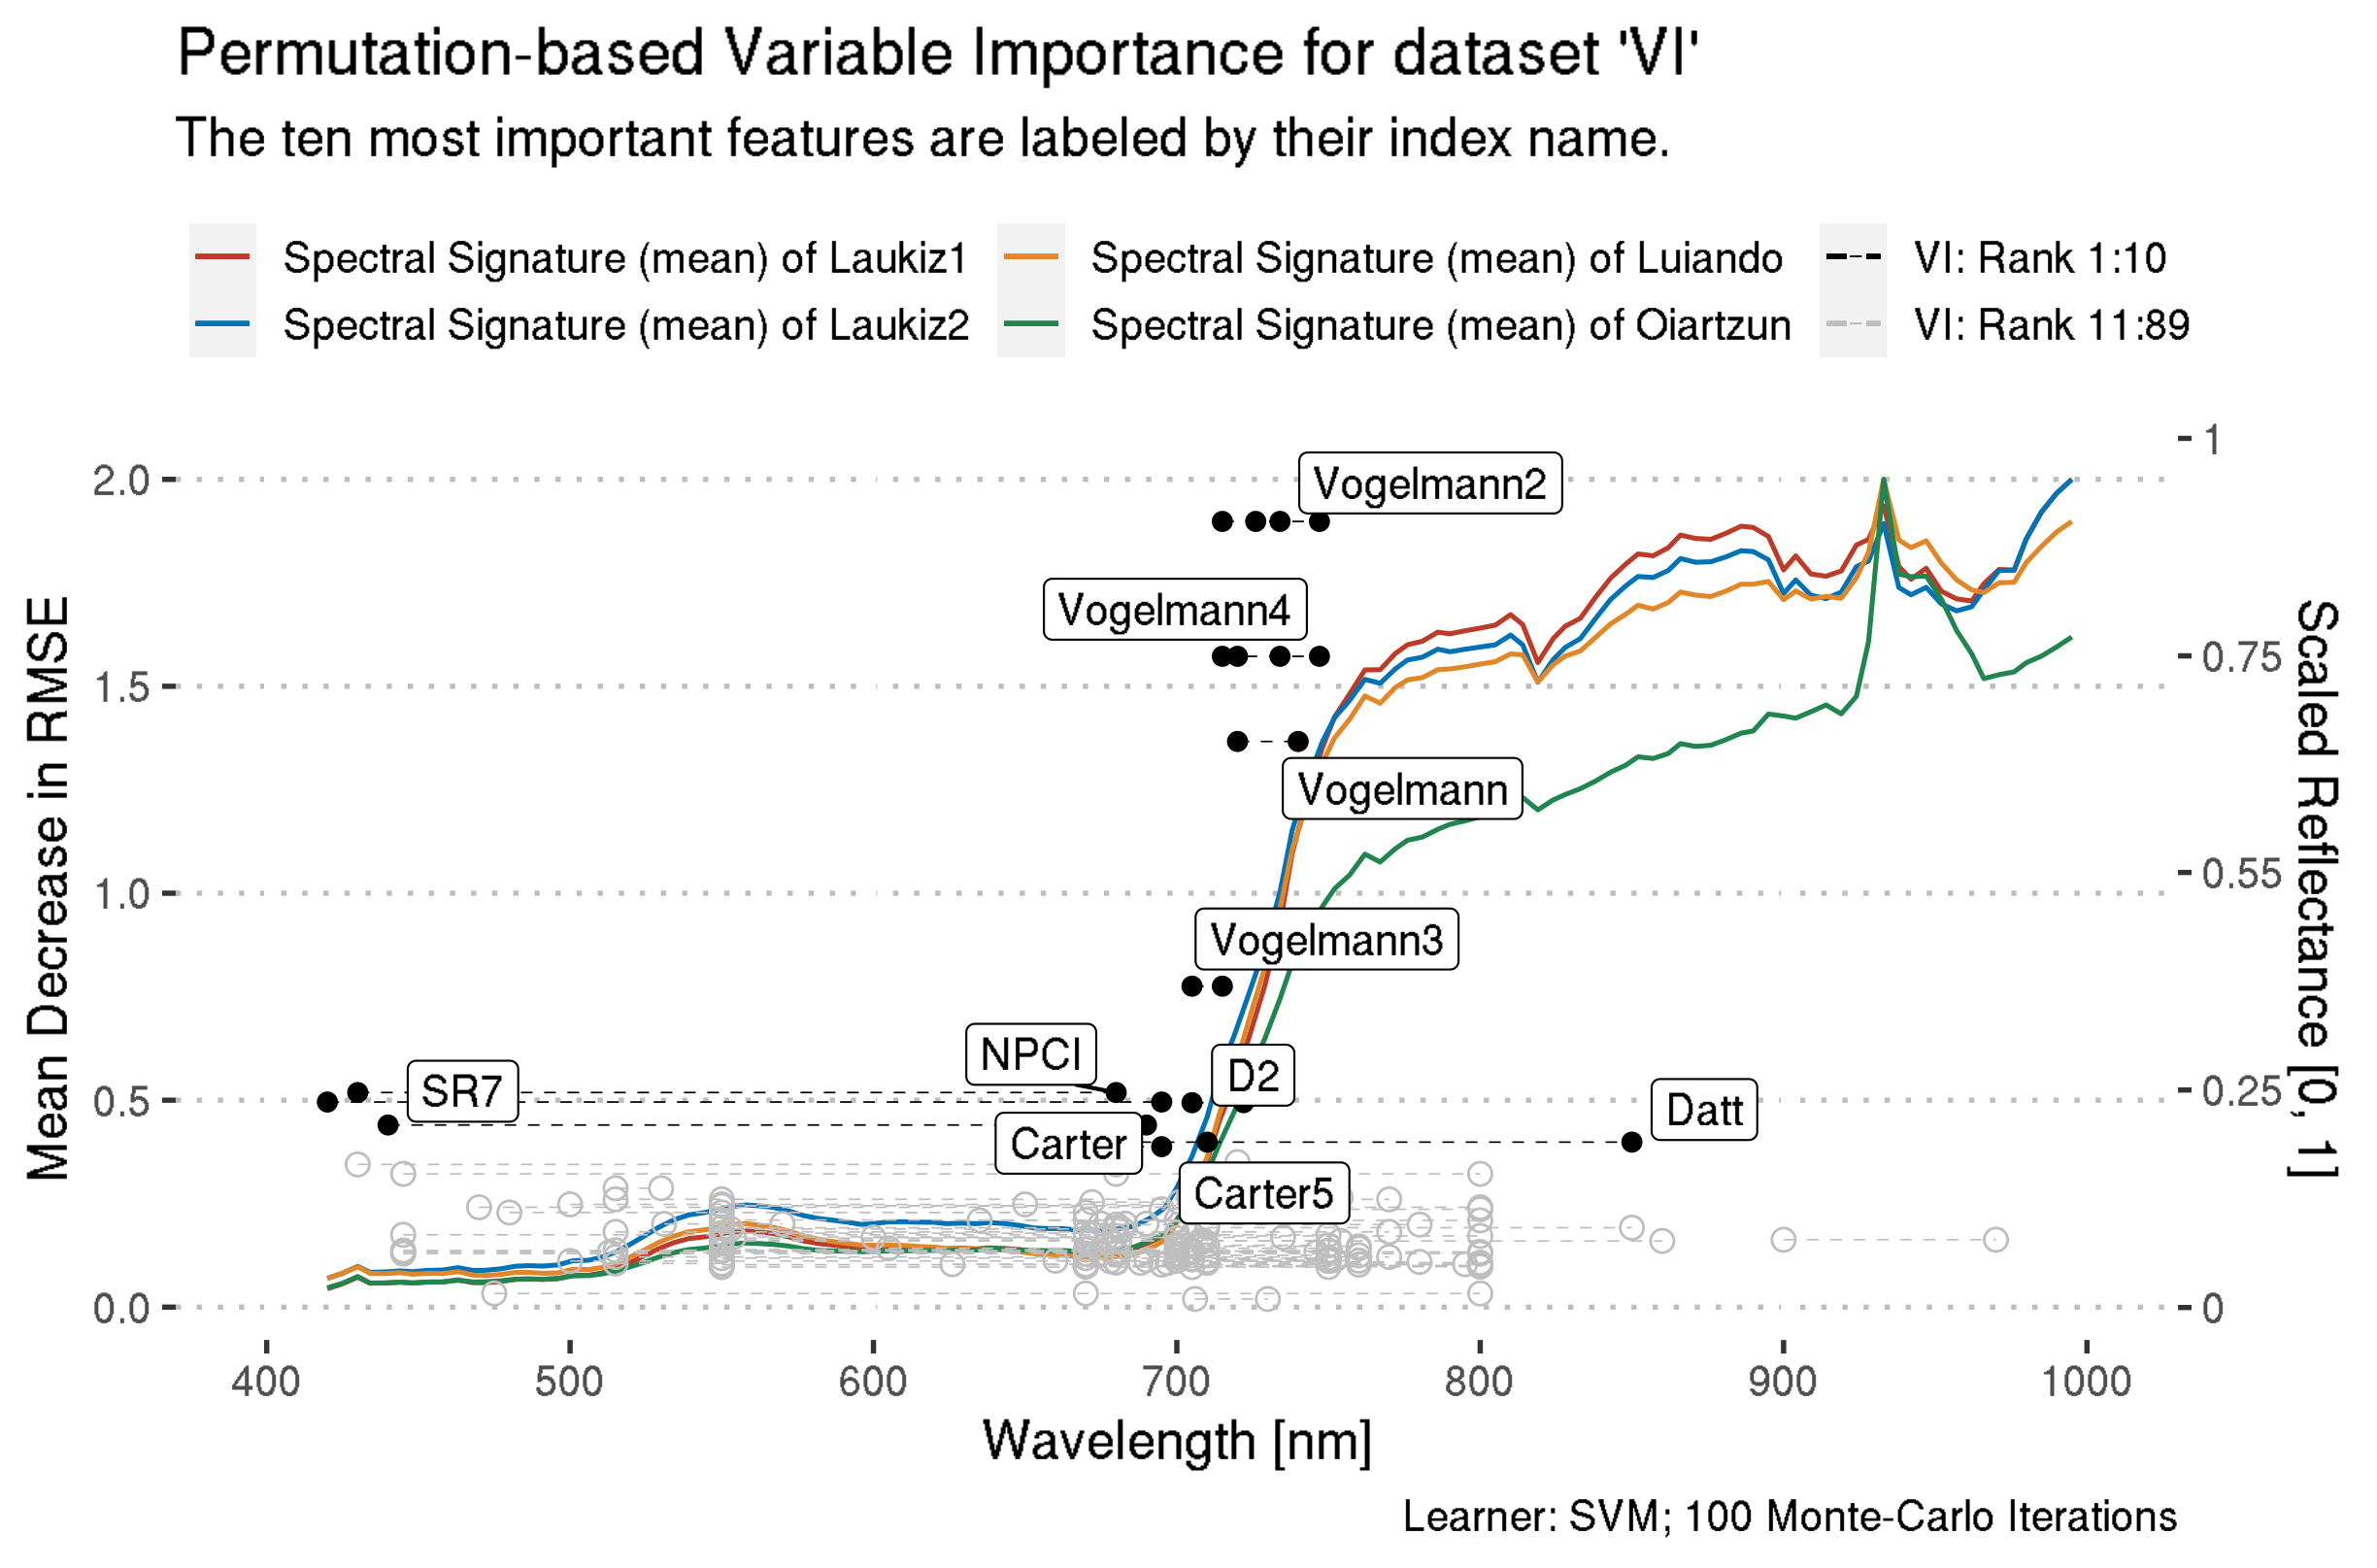 Permutation-based Variable Importance for dataset 'VI'
The ten most important features are labeled by their index name.
Spectral Signature (mean) of Laukiz1
Spectral Signature (mean) of Luiando
VI: Rank 1:10
Spectral Signature (mean) of Laukiz2
Spectral Signature (mean) of Oiartzun
VI: Rank 11:89
Mean Decrease in RMSE
2.0
1.5
1.0
0.5
0.0
Vogelmann2
Vogelmann4
Vogelmann
Vogelmann3
NPCI
D2
SR7
Datt
Carter
Carter5
1
0.75
0.55
0.25
0
Scaled Reflectance [0, 1]
400
500
600
700
800
900
1000
Wavelength [nm]
Learner: SVM; 100 Monte-Carlo Iterations